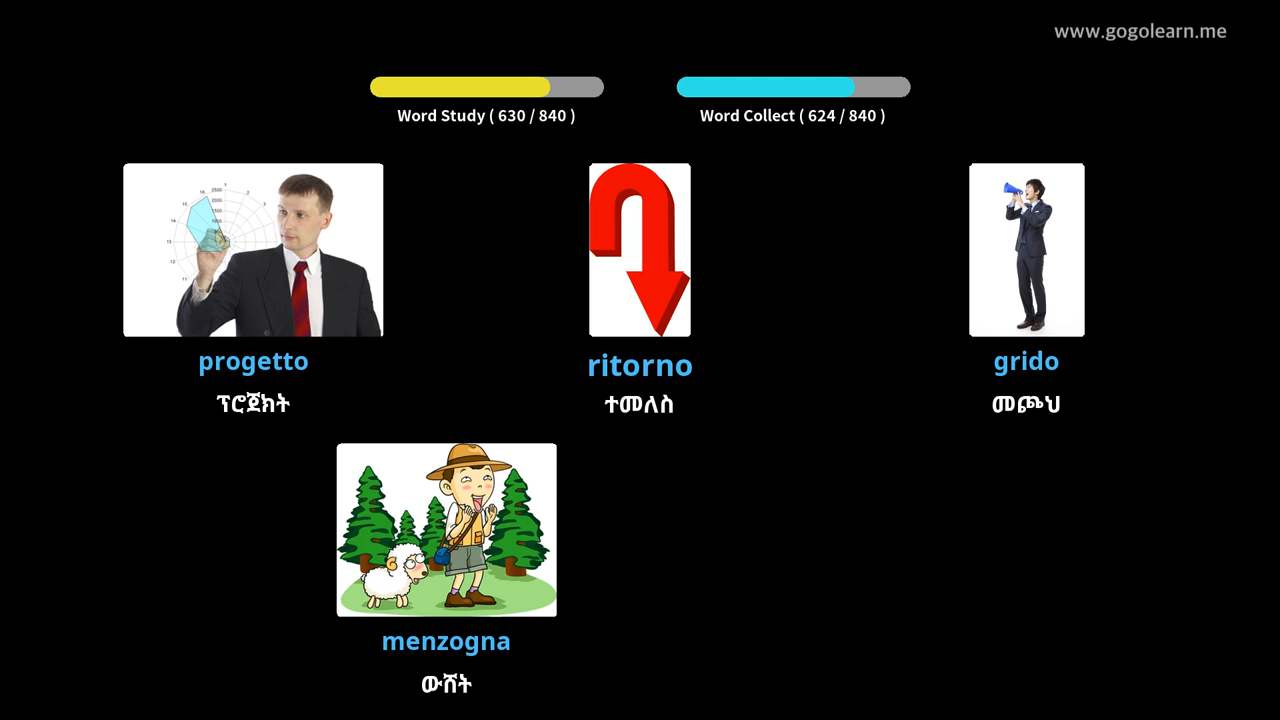 www.gogolearn.me
Word Study ( 630 / 840 )
Word Collect ( 624 / 840 )
progetto
ፕሮጀክት
ritorno
ተመለስ
grido
መጮህ
menzogna
ውሸት